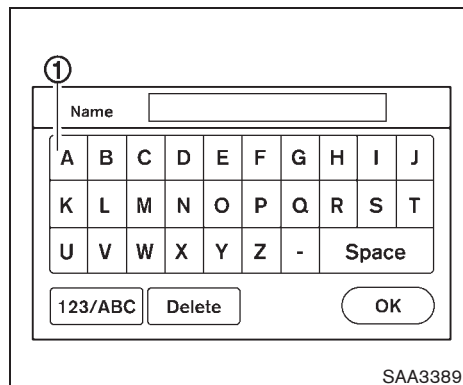 ①
Name
A B C D E F G H I J
K L M N O P Q R S T
U V W X Y Z - Space
123/ABC Delete OK
SAA3389